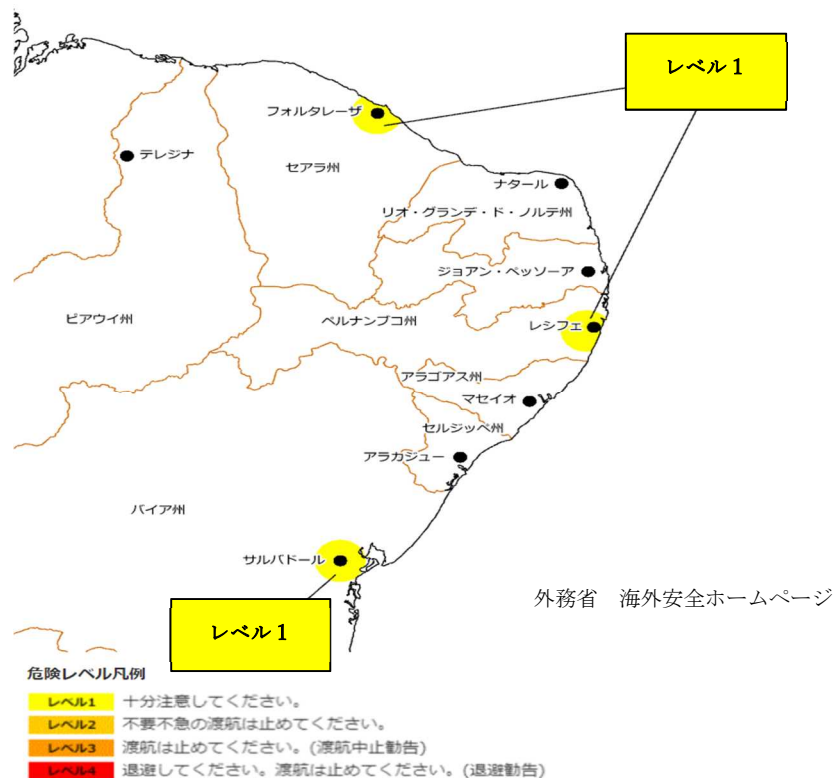 レベル１
フォルタレーザ
テレジナ
セアラ州
ナタール
リオ・グランデ・ド・ノルテ州
ジョアン・ペッソーア
ピアウイ州
ペルナンブコ州
レシフェ
アラゴアス州
マセイオ
セルジッペ州
アラカジュー
バイア州
サルバドール
外務省　海外安全ホームページ
レベル１
危険レベル凡例
レベル1 十分注意してください。
レベル2 不要不急の渡航は止めてください。
レベル3 渡航は止めてください。(渡航中止勧告)
レベル4 退避してください。渡航は止めてください。(退避勧告)